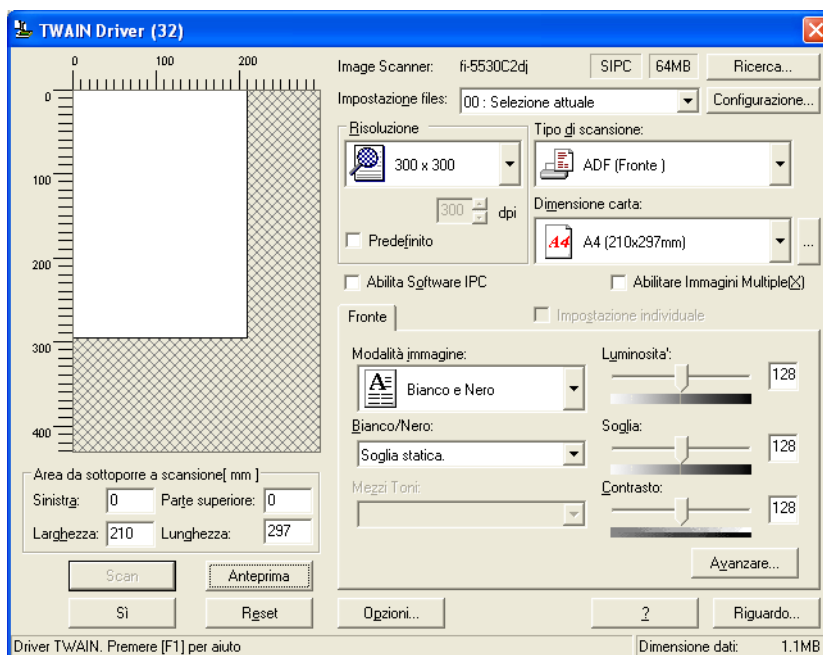 TWAIN Driver (32)
0 100 200
0
100
200
300
400
Image Scanner: fi-5530C2dj SIPC 64MB Ricerca...
Impostazione files: 00 : Selezione attuale Configurazione...
Risoluzione
300 x 300
300 dpi
Predefinito
Tipo di scansione:
ADF (Fronte )
Dimensione carta:
A4 A4 (210x297mm) ...
Abilita Software IPC Abilitare Immagini Multiple(X)
Fronte Impostazione individuale
Modalità immagine:
Bianco e Nero
Bianco/Nero:
Soglia statica.
Mezzi Toni:
Luminosita': 128
Soglia: 128
Contrasto: 128
Avanzare...
Area da sottoporre a scansione[ mm ]
Sinistra: 0 Parte superiore: 0
Larghezza: 210 Lunghezza: 297
Scan Anteprima
Sì Reset Opzioni... ? Riguardo...
Driver TWAIN. Premere [F1] per aiuto Dimensione dati: 1.1MB